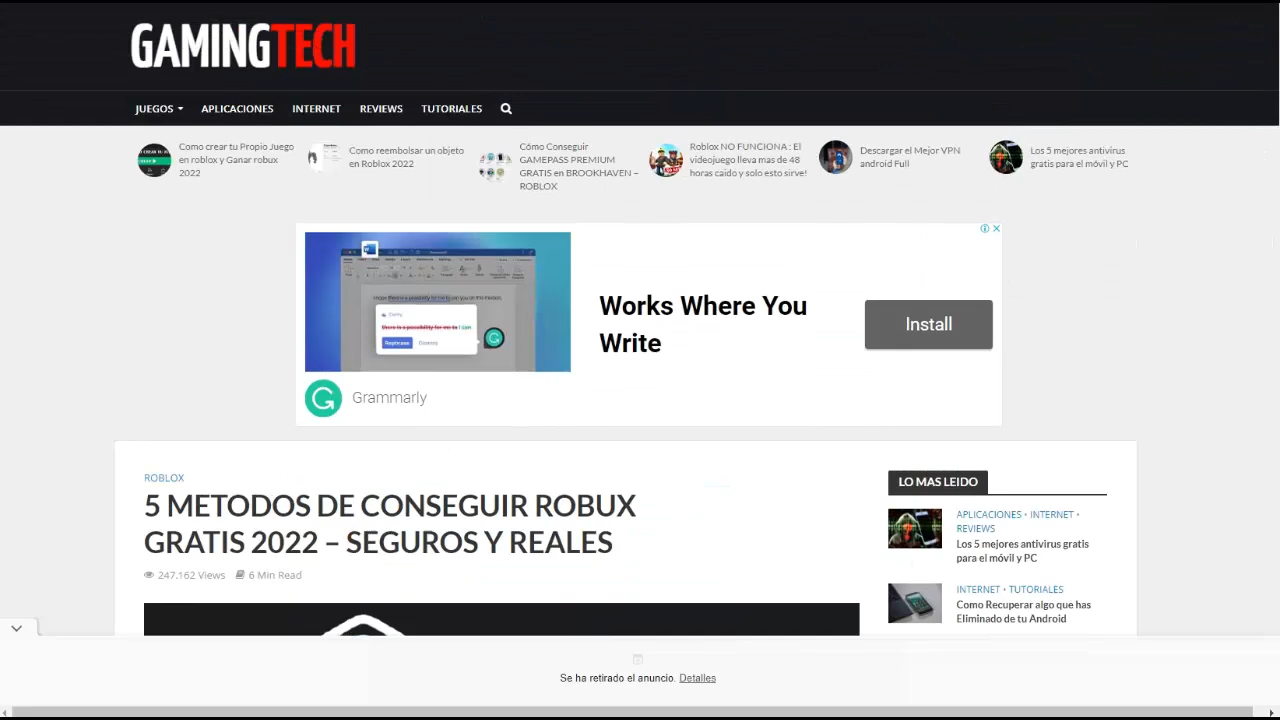 GAMINGTECH
JUEGOS
APLICACIONES
INTERNET
REVIEWS
TUTORIALES
Como crear tu Propio Juego
en roblox y Ganar robux
2022
Como reembolsar un objeto
en Roblox 2022
Cómo Conseguir
GAMEPASS PREMIUM
GRATIS en BROOKHAVEN –
ROBLOX
Roblox NO FUNCIONA : El
videojuego lleva mas de 48
horas caido y solo esto sirve!
Descargar el Mejor VPN
android Full
Los 5 mejores antivirus
gratis para el móvil y PC
Works Where You
Write
Install
Grammarly
ROBLOX
5 METODOS DE CONSEGUIR ROBUX
GRATIS 2022 – SEGUROS Y REALES
247.162 Views
6 Min Read
LO MAS LEIDO
APLICACIONES • INTERNET •
REVIEWS
Los 5 mejores antivirus gratis
para el móvil y PC
INTERNET • TUTORIALES
Como Recuperar algo que has
Eliminado de tu Android
Se ha retirado el anuncio. Detalles